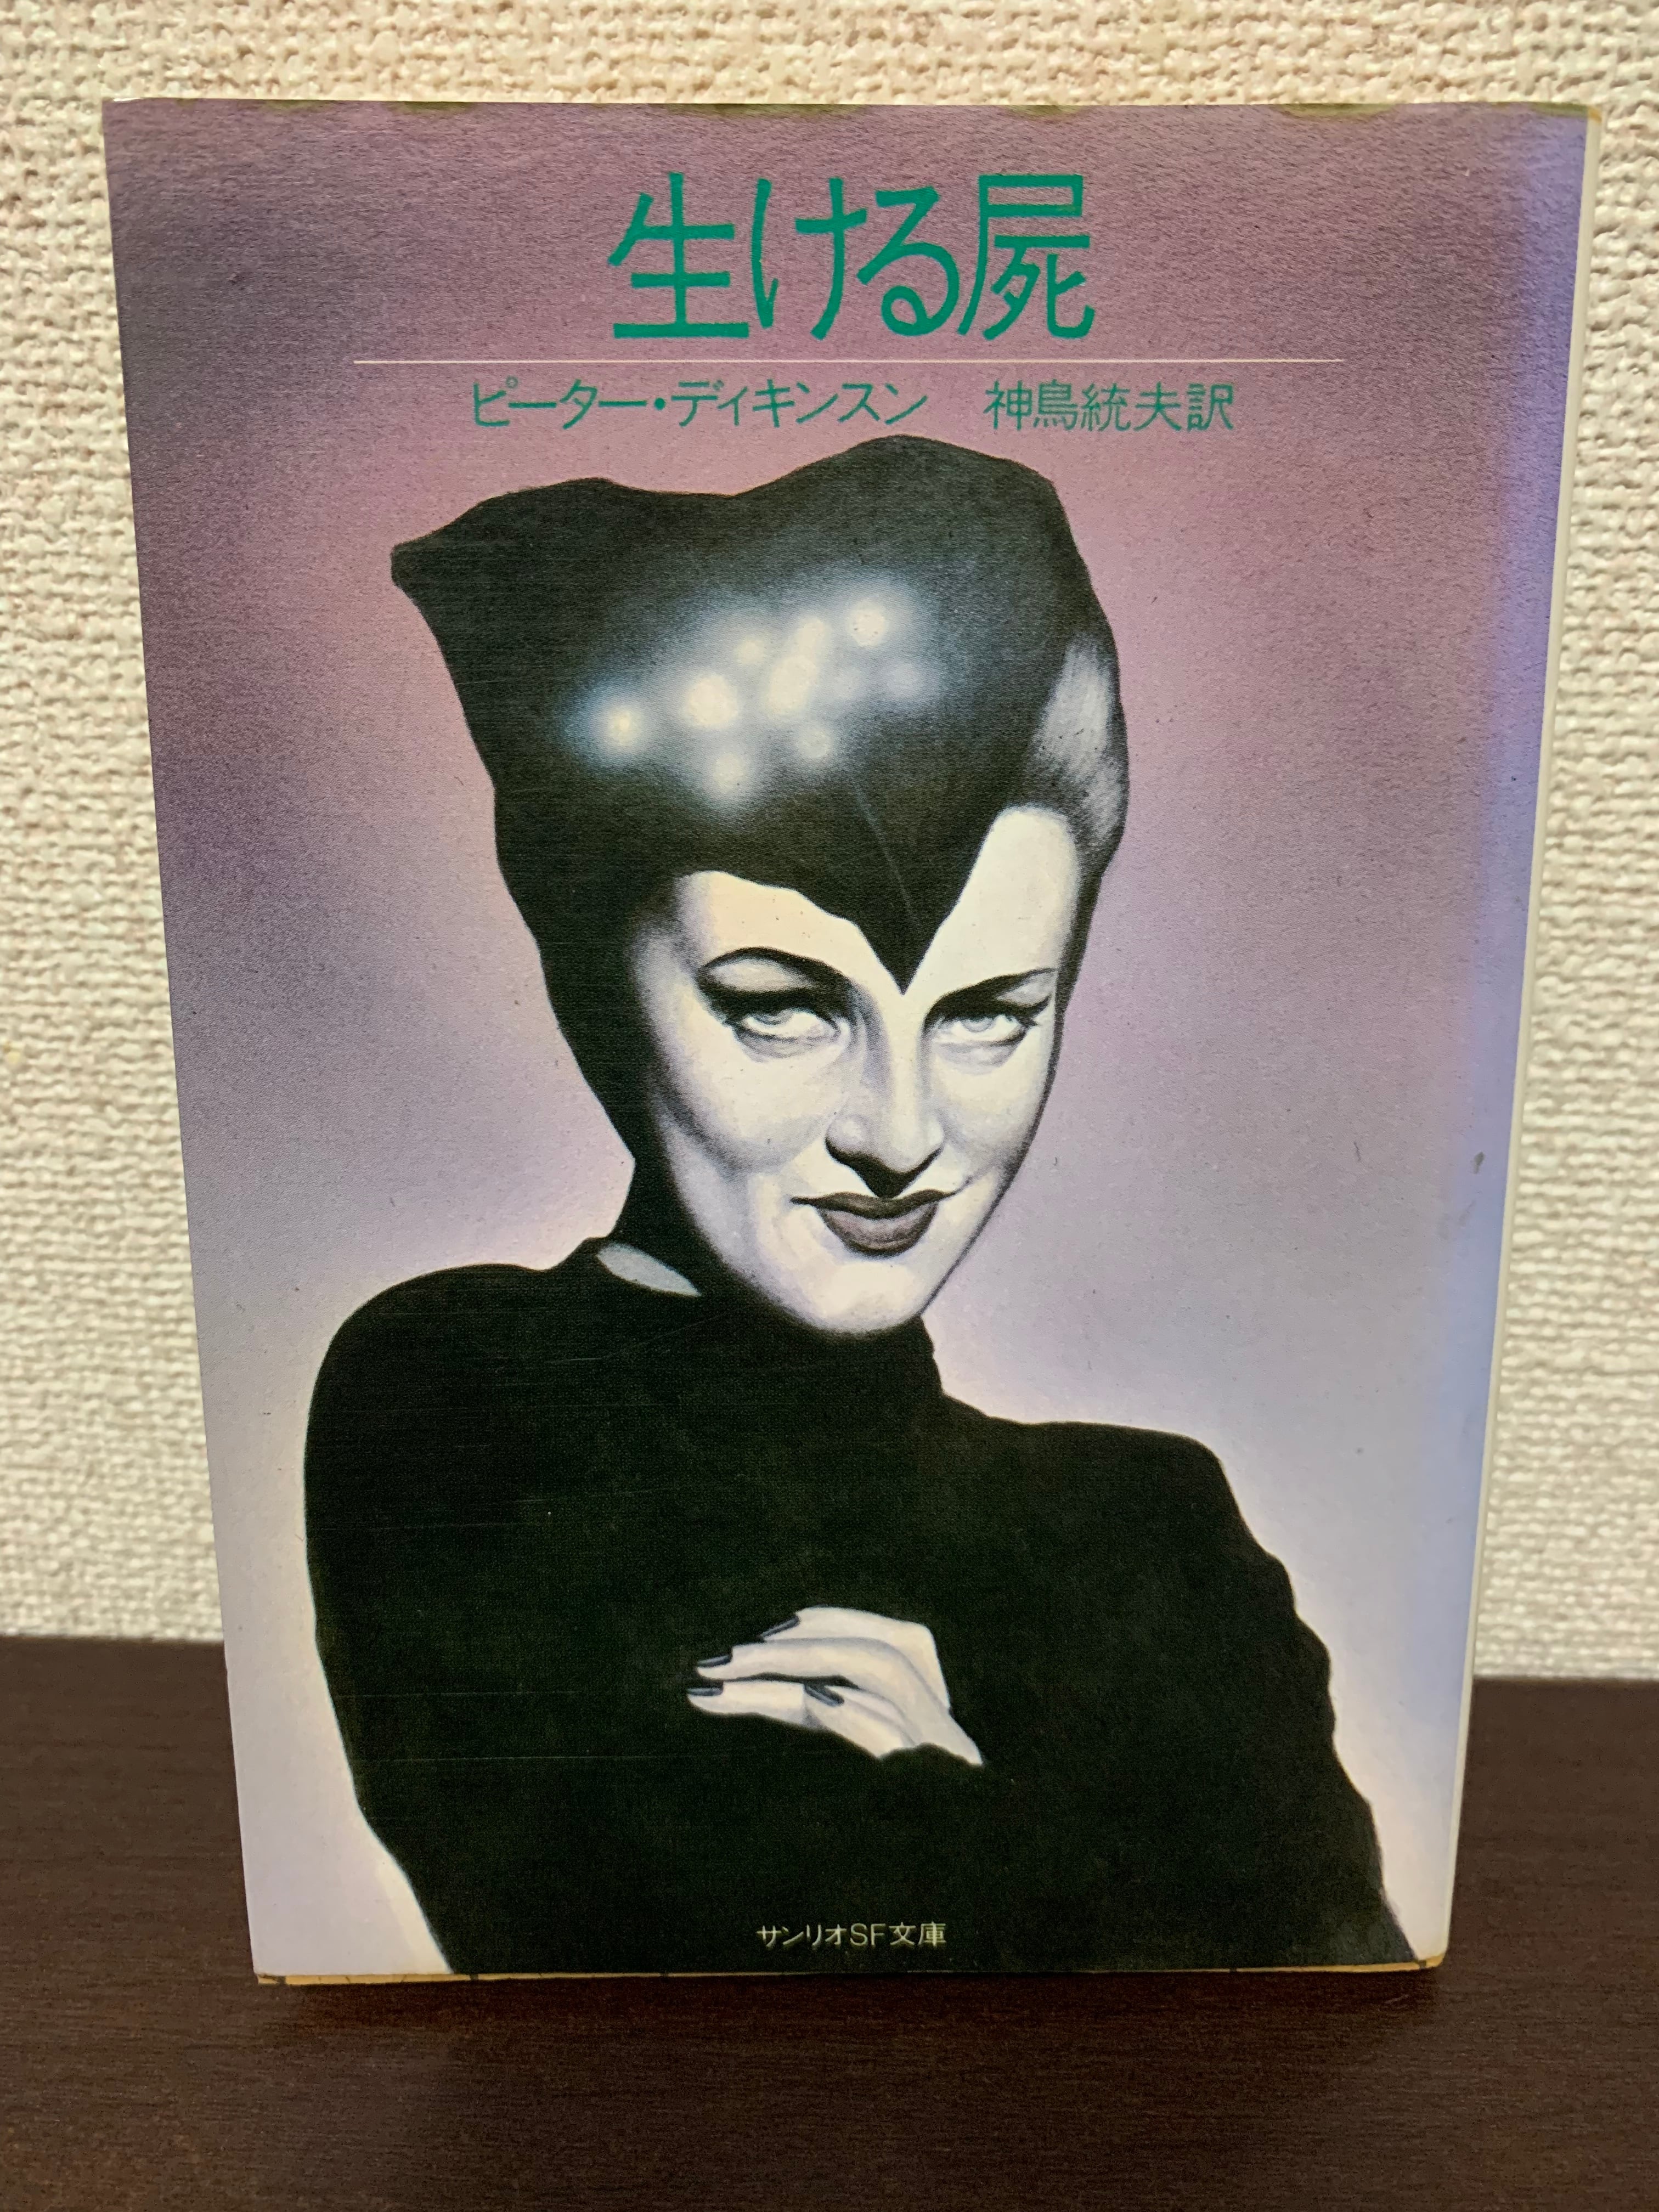 生ける屍
ピーター・ディキンスン　神鳥統夫訳
サンリオSF文庫